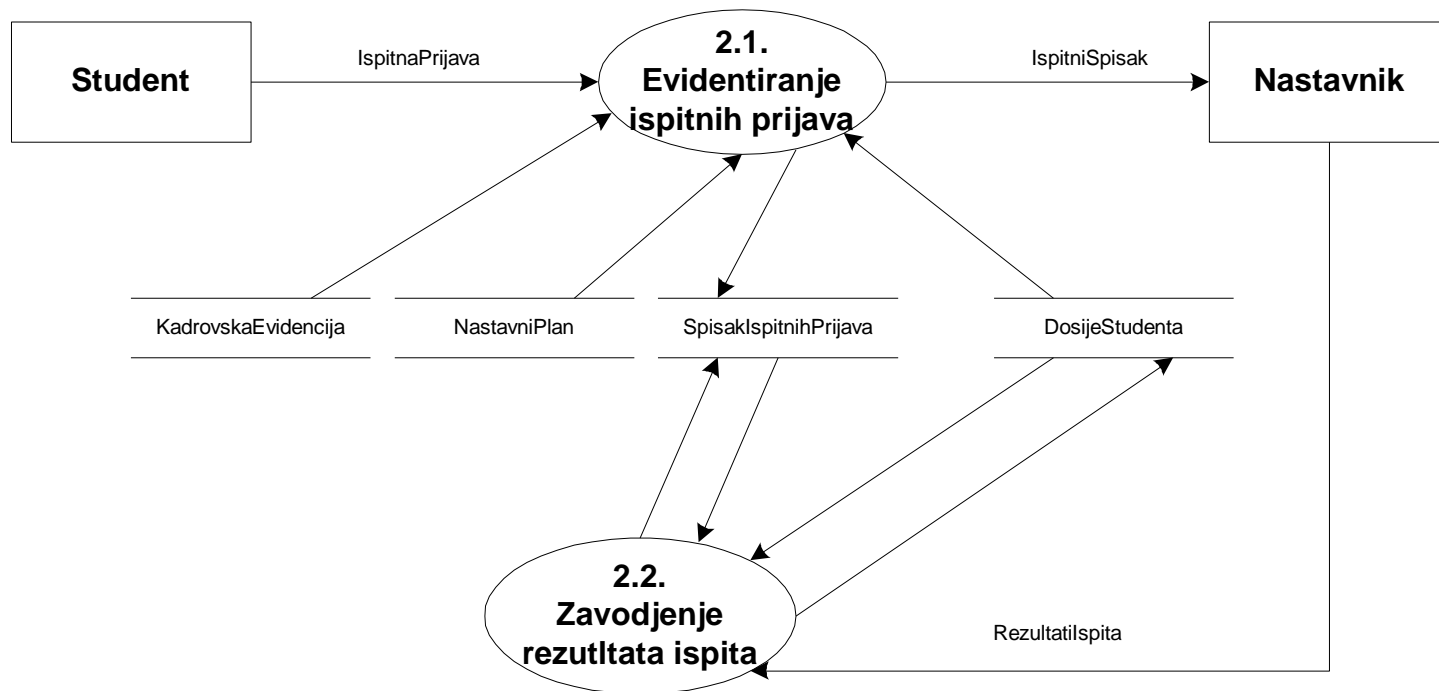 Student
IspitnaPrijava
2.1.
Evidentiranje
ispitnih prijava
IspitniSpisak
Nastavnik
KadrovskaEvidencija
NastavniPlan
SpisakIspitnihPrijava
DosijeStudenta
2.2.
Zavodjenje
rezutltata ispita
RezultatiIspita